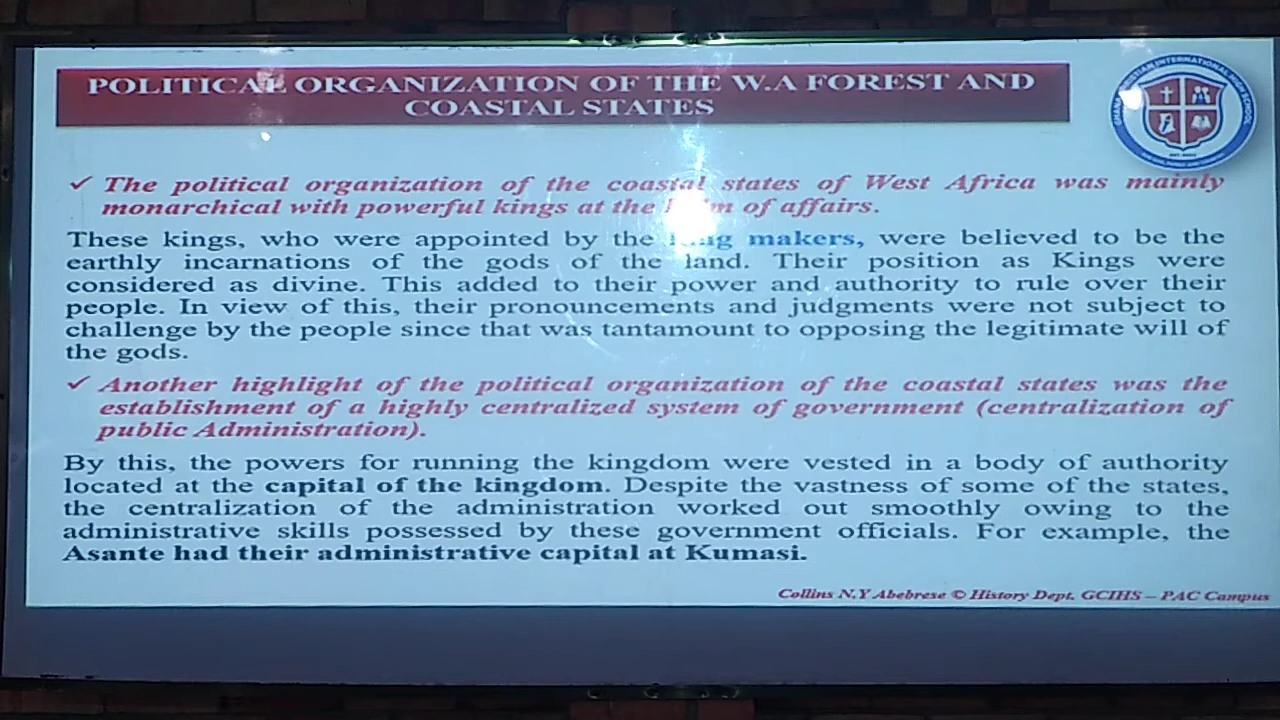 POLITICAL ORGANIZATION OF THE W.A FOREST AND
COASTAL STATES
✓ The political organization of the coastal states of West Africa was mainly
monarchical with powerful kings at the of affairs.
These kings, who were appointed by the makers, were believed to be the
earthly incarnations of the gods of the land. Their position as Kings were
considered as divine. This added to their power and authority to rule over their
people. In view of this, their pronouncements and judgments were not subject to
challenge by the people since that was tantamount to opposing the legitimate will of
the gods.
✓ Another highlight of the political organization of the coastal states was the
establishment of a highly centralized system of government (centralization of
public Administration).
By this, the powers for running the kingdom were vested in a body of authority
located at the capital of the kingdom. Despite the vastness of some of the states,
the centralization of the administration worked out smoothly owing to the
administrative skills possessed by these government officials. For example, the
Asante had their administrative capital at Kumasi.
Collins N.Y Abebrese © History Dept. GCIHS – PAC Campus